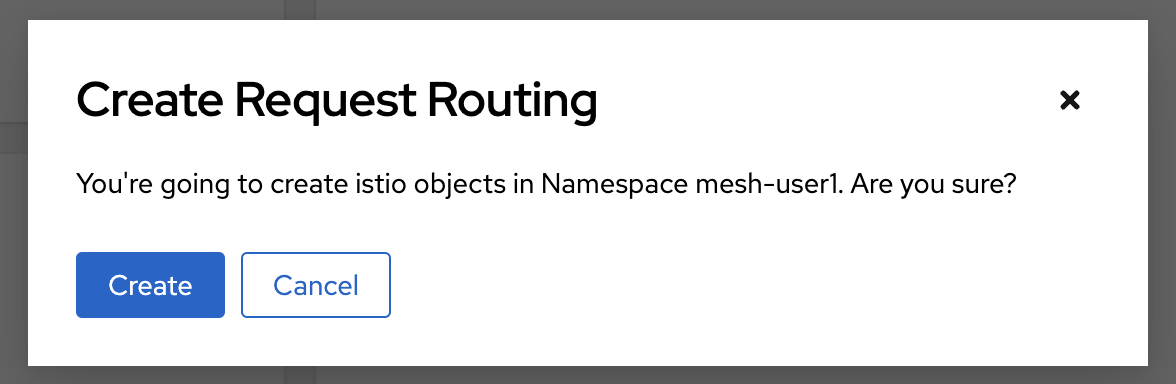 Create Request Routing
You're going to create istio objects in Namespace mesh-user1. Are you sure?
Create
Cancel